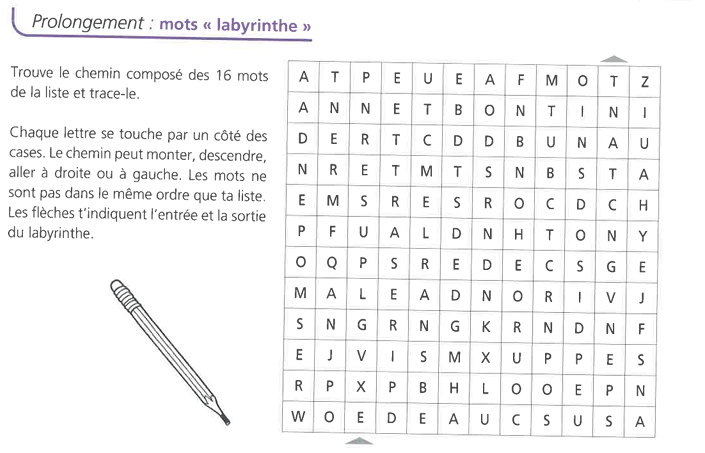 Prolongement : mots « labyrinthe »
Trouve le chemin composé des 16 mots
de la liste et trace-le.
Chaque lettre se touche par un côté des
cases. Le chemin peut monter, descendre,
aller à droite ou à gauche. Les mots ne
sont pas dans le même ordre que ta liste.
Les flèches t'indiquent l'entrée et la sortie
du labyrinthe.
A T P E U E A F M O T Z
A N N E T B O N T I N I
D E R T C D D B U N A U
N R E T M T S N B S T A
E M S R E S R O C D C H
P F U A L D N H T O N Y
O Q P S R E D E C S G E
M A L E A D N O R I V J
S N G R N G K R N D N F
E J V I S M X U P P E S
R P X P B H L O O E P N
W O E D E A U C S U S A